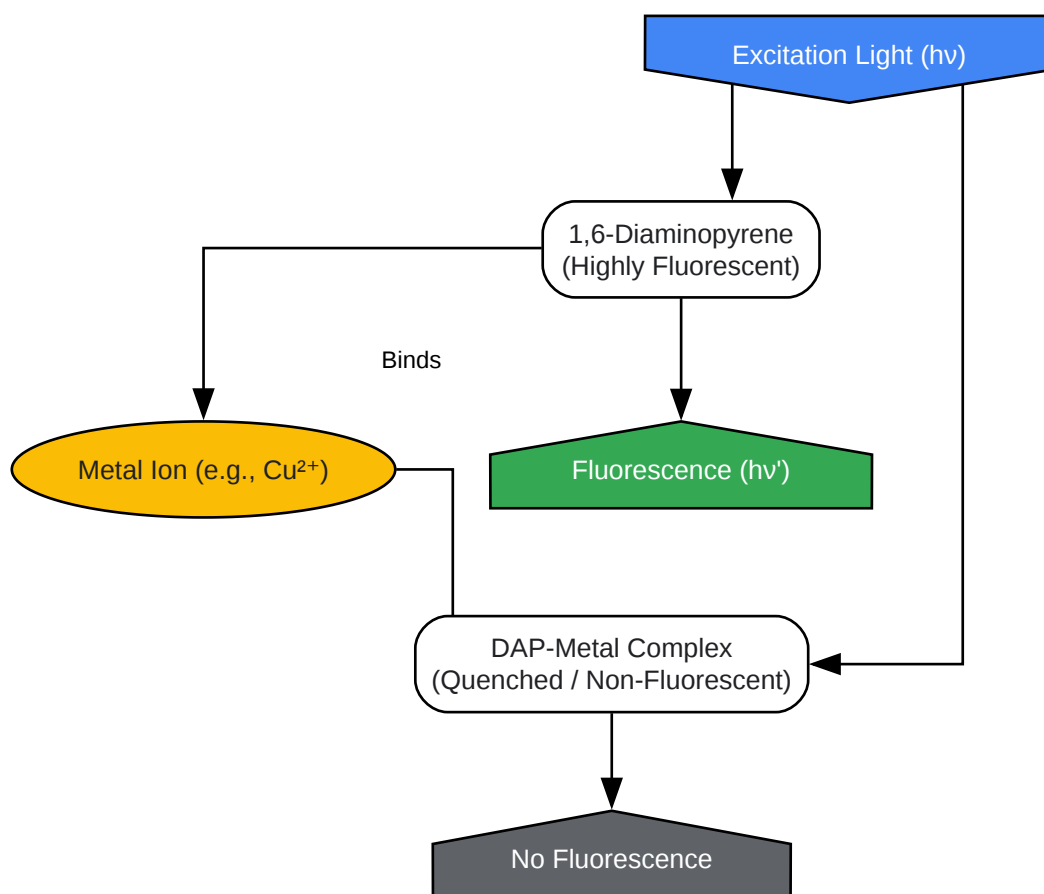 Excitation Light (hν)
1,6-Diaminopyrene
(Highly Fluorescent)
Binds
Metal Ion (e.g., Cu²⁺)
Fluorescence (hν')
DAP-Metal Complex
(Quenched / Non-Fluorescent)
No Fluorescence